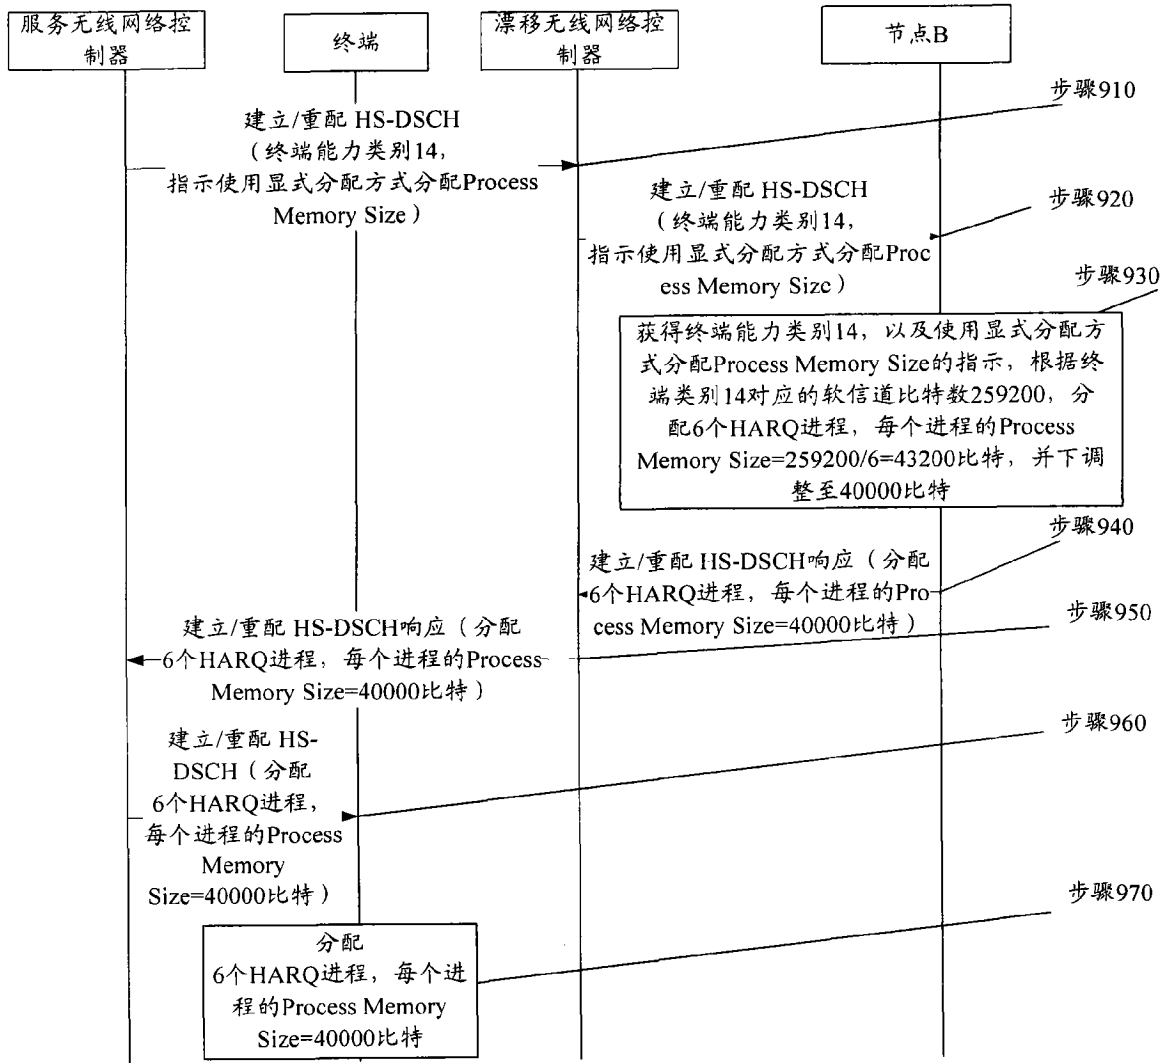 服务无线网络控
制器
终端
漂移无线网络控
制器
节点B
步骤910
建立/重配 HS-DSCH
（终端能力类别14，
指示使用显式分配方式分配Process
Memory Size）
步骤920
建立/重配 HS-DSCH
（终端能力类别14，
指示使用显式分配方式分配Proc
ess Memory Size）
步骤930
获得终端能力类别14，以及使用显式分配方
式分配Process Memory Size的指示，根据终
端类别14对应的软信道比特数259200，分
配6个HARQ进程，每个进程的Process
Memory Size=259200/6=43200比特，并下调
整至40000比特
步骤940
建立/重配 HS-DSCH响应（分配
6个HARQ进程，每个进程的Pro
cess Memory Size=40000比特）
步骤950
建立/重配 HS-DSCH响应（分配
6个HARQ进程，每个进程的Process
Memory Size=40000比特）
步骤960
建立/重配 HS-
DSCH（分配
6个HARQ进程，
每个进程的Process
Memory
Size=40000比特）
步骤970
分配
6个HARQ进程，每个进
程的Process Memory
Size=40000比特